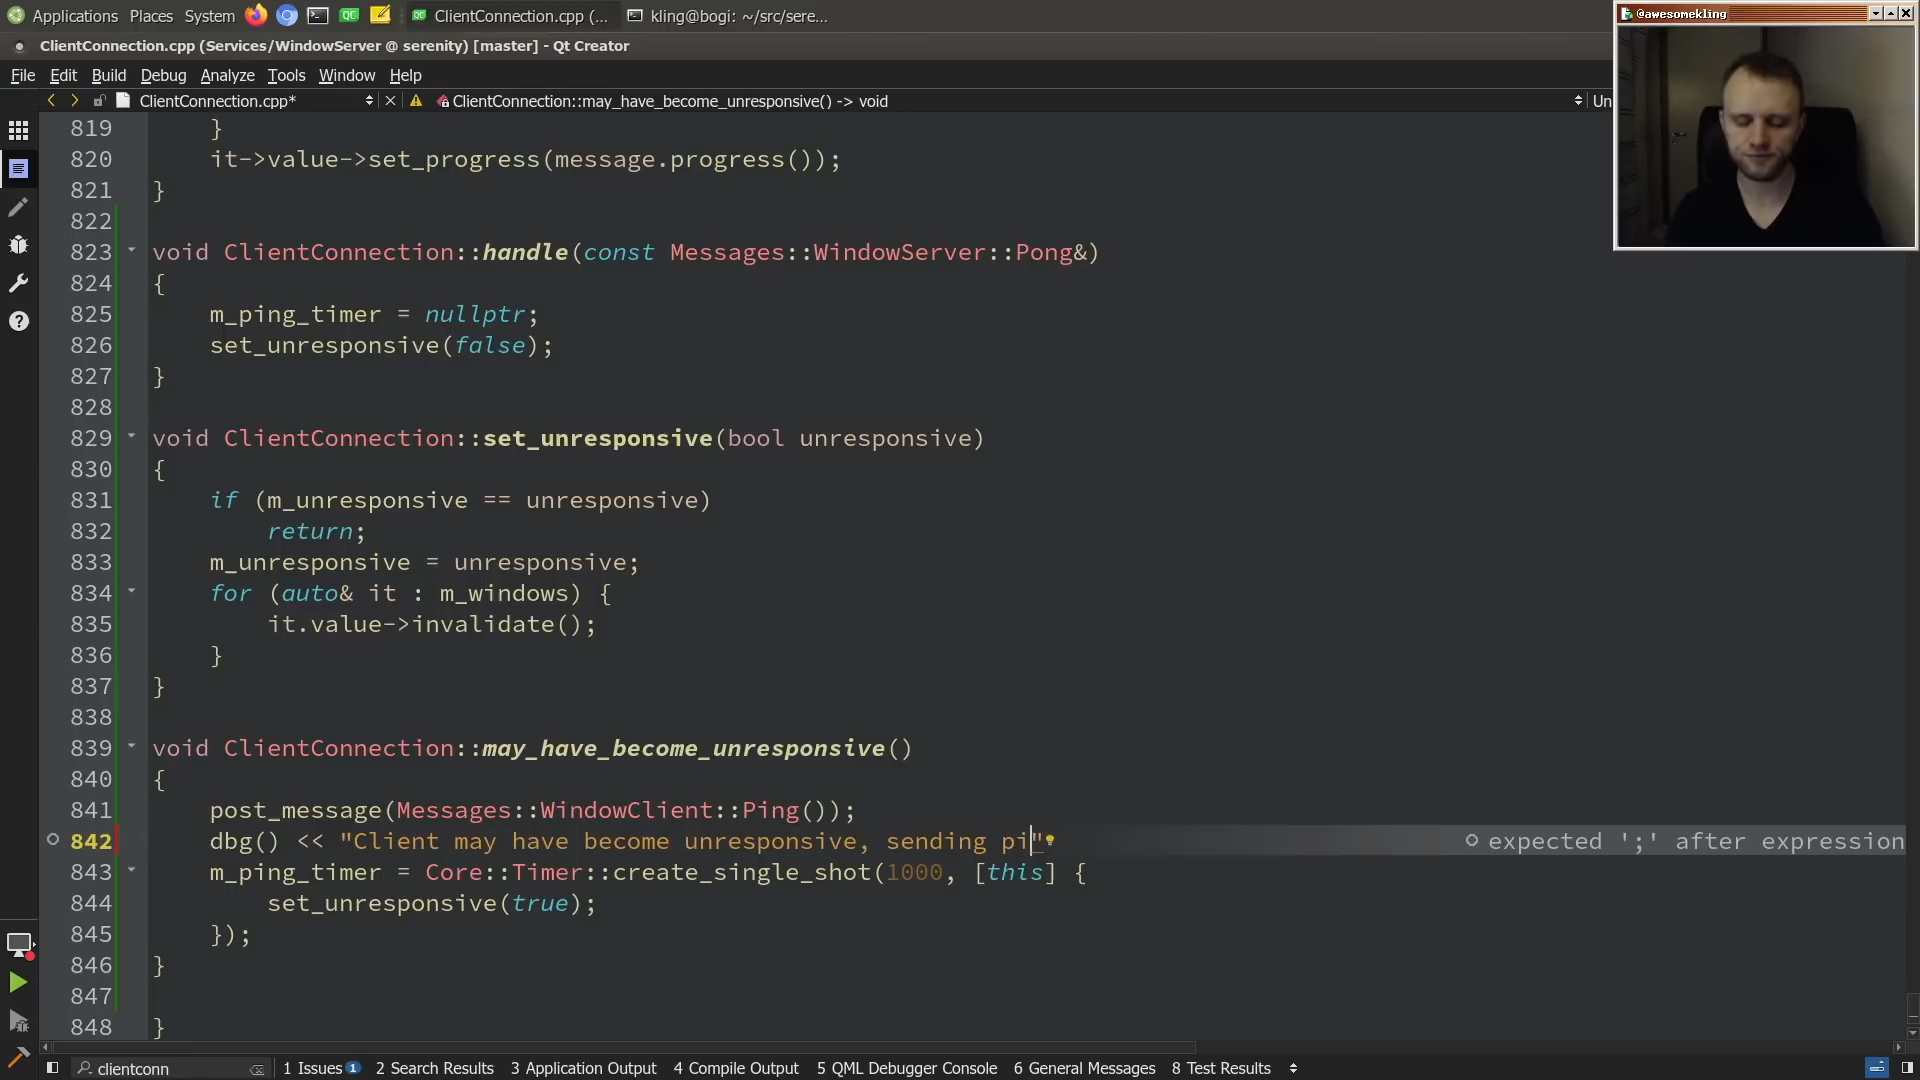 Applications Places System ClientConnection.cpp (... kling@bogi: ~/src/sere...
@awesomekling
ClientConnection.cpp (Services/WindowServer @ serenity) [master] - Qt Creator
File Edit Build Debug Analyze Tools Window Help
ClientConnection.cpp* ClientConnection::may_have_become_unresponsive() -> void Un
819 }
820 it->value->set_progress(message.progress());
821 }
822
823 void ClientConnection::handle(const Messages::WindowServer::Pong&)
824 {
825 m_ping_timer = nullptr;
826 set_unresponsive(false);
827 }
828
829 void ClientConnection::set_unresponsive(bool unresponsive)
830 {
831 if (m_unresponsive == unresponsive)
832 return;
833 m_unresponsive = unresponsive;
834 for (auto& it : m_windows) {
835 it.value->invalidate();
836 }
837 }
838
839 void ClientConnection::may_have_become_unresponsive()
840 {
841 post_message(Messages::WindowClient::Ping());
842 dbg() << "Client may have become unresponsive, sending pi" expected ';' after expression
843 m_ping_timer = Core::Timer::create_single_shot(1000, [this] {
844 set_unresponsive(true);
845 });
846 }
847
848 }
clientconn 1 Issues 1 2 Search Results 3 Application Output 4 Compile Output 5 QML Debugger Console 6 General Messages 8 Test Results